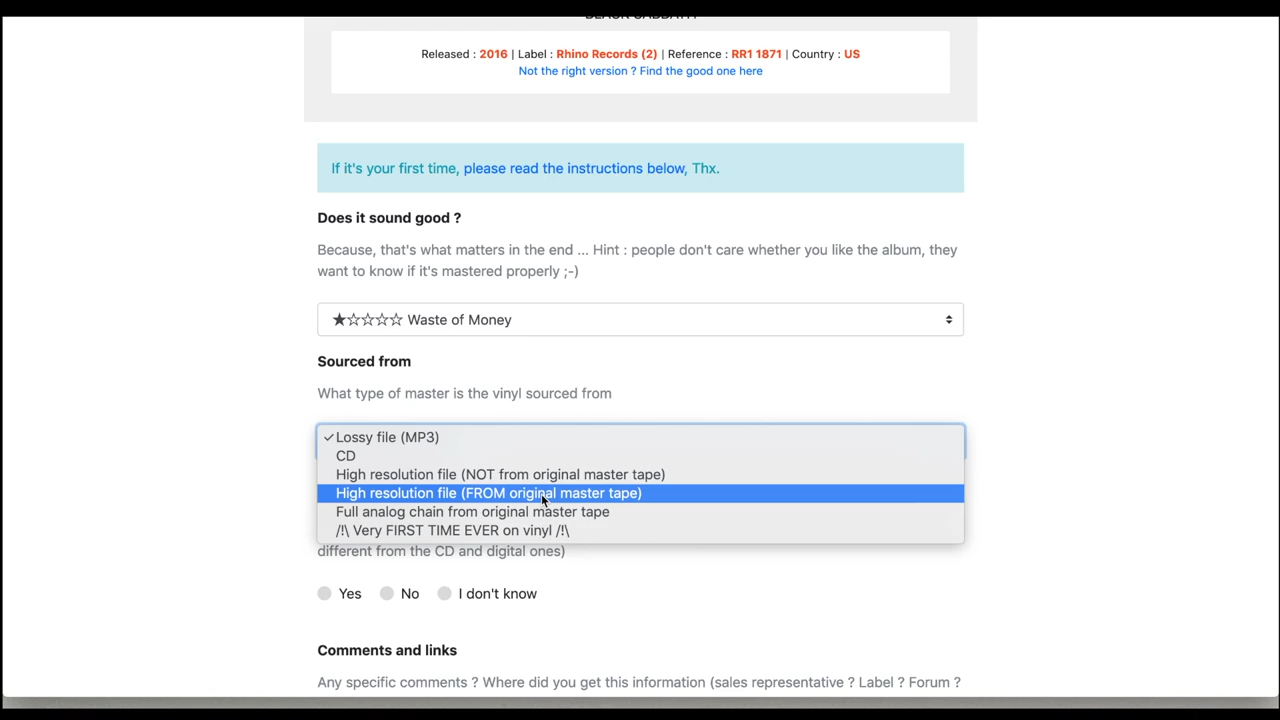 BLACK SABBATH
Released : 2016 | Label : Rhino Records (2) | Reference : RR1 1871 | Country : US
Not the right version ? Find the good one here
If it's your first time, please read the instructions below, Thx.
Does it sound good ?
Because, that's what matters in the end ... Hint : people don't care whether you like the album, they
want to know if it's mastered properly ;-)
★☆☆☆☆ Waste of Money
Sourced from
What type of master is the vinyl sourced from
✓Lossy file (MP3)
CD
High resolution file (NOT from original master tape)
High resolution file (FROM original master tape)
Full analog chain from original master tape
/!\ Very FIRST TIME EVER on vinyl /!\
different from the CD and digital ones)
Yes No I don't know
Comments and links
Any specific comments ? Where did you get this information (sales representative ? Label ? Forum ?